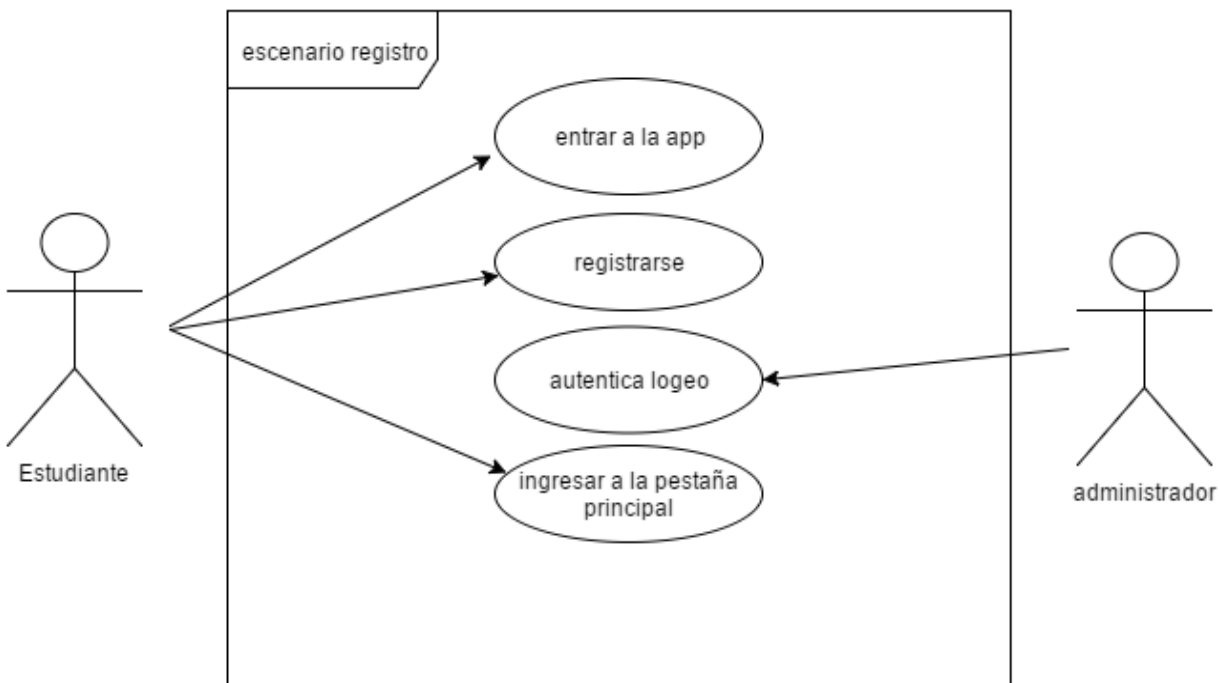 escenario registro
entrar a la app
registrarse
autentica logeo
ingresar a la pestaña
principal
Estudiante
administrador